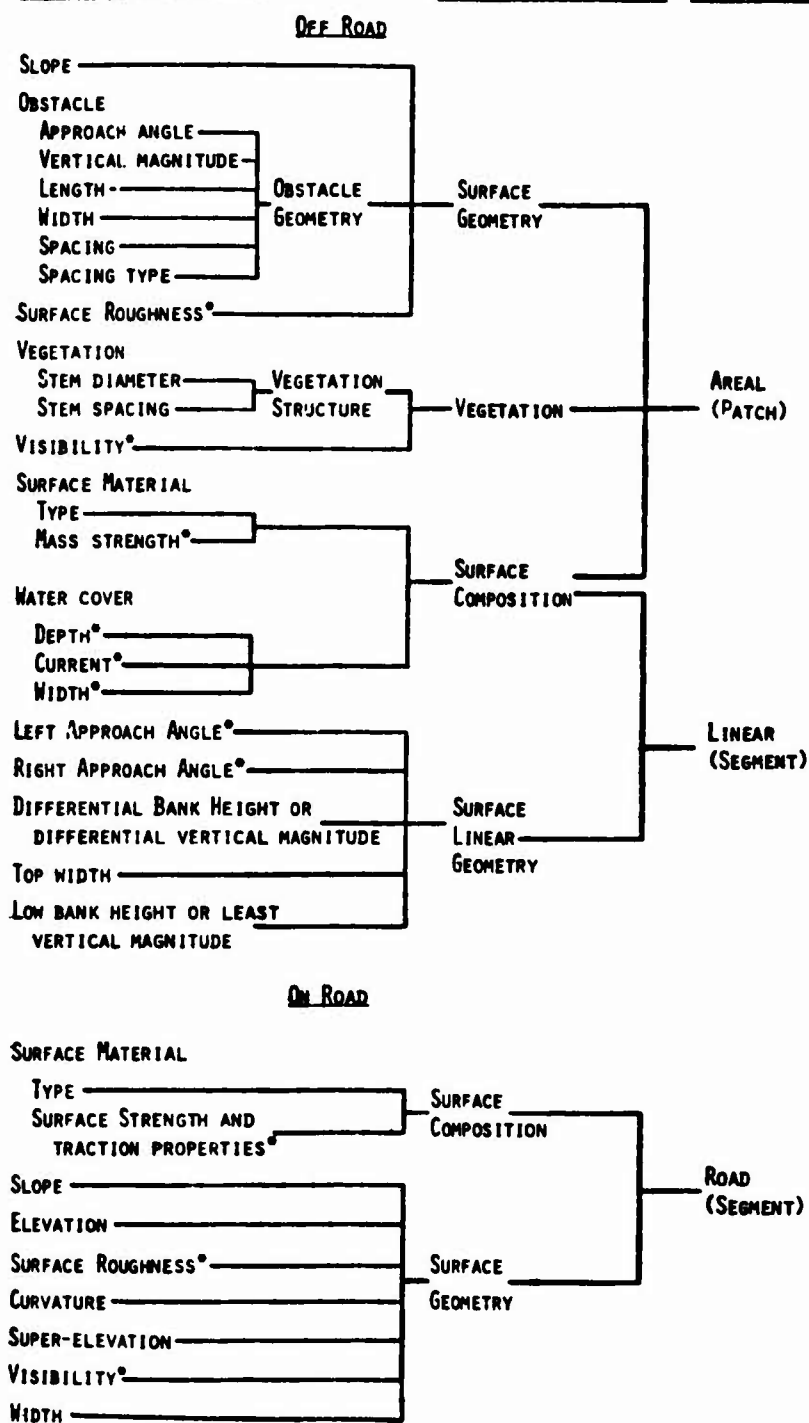 OFF ROAD
SLOPE
OBSTACLE
APPROACH ANGLE
VERTICAL MAGNITUDE
LENGTH
WIDTH
SPACING
SPACING TYPE
OBSTACLE
GEOMETRY
SURFACE
GEOMETRY
SURFACE ROUGHNESS*
VEGETATION
STEM DIAMETER
STEM SPACING
VEGETATION
STRUCTURE
VEGETATION
VISIBILITY*
AREAL
(PATCH)
SURFACE MATERIAL
TYPE
MASS STRENGTH*
SURFACE
COMPOSITION
WATER COVER
DEPTH*
CURRENT*
WIDTH*
LEFT APPROACH ANGLE*
RIGHT APPROACH ANGLE*
DIFFERENTIAL BANK HEIGHT OR
DIFFERENTIAL VERTICAL MAGNITUDE
TOP WIDTH
LOW BANK HEIGHT OR LEAST
VERTICAL MAGNITUDE
SURFACE
LINEAR
GEOMETRY
LINEAR
(SEGMENT)
ON ROAD
SURFACE MATERIAL
TYPE
SURFACE STRENGTH AND
TRACTION PROPERTIES*
SURFACE
COMPOSITION
SLOPE
ELEVATION
SURFACE ROUGHNESS*
CURVATURE
SUPER-ELEVATION
VISIBILITY*
WIDTH
SURFACE
GEOMETRY
ROAD
(SEGMENT)